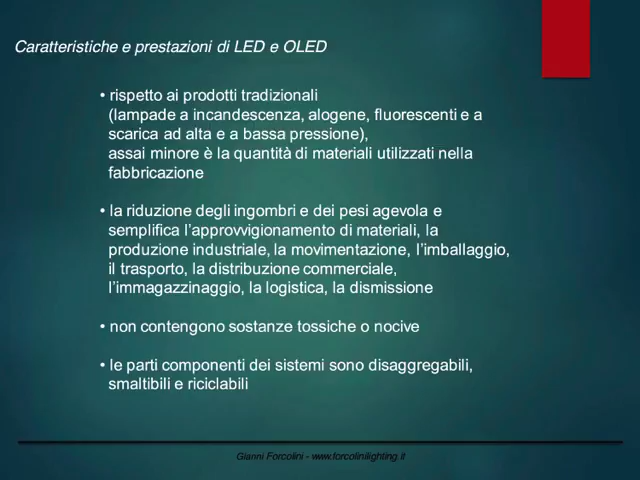 Caratteristiche e prestazioni di LED e OLED
• rispetto ai prodotti tradizionali
(lampade a incandescenza, alogene, fluorescenti e a
scarica ad alta e a bassa pressione),
assai minore è la quantità di materiali utilizzati nella
fabbricazione
• la riduzione degli ingombri e dei pesi agevola e
semplifica l'approvvigionamento di materiali, la
produzione industriale, la movimentazione, l'imballaggio,
il trasporto, la distribuzione commerciale,
l'immagazzinaggio, la logistica, la dismissione
• non contengono sostanze tossiche o nocive
• le parti componenti dei sistemi sono disaggregabili,
smaltibili e riciclabili
Gianni Forcolini - www.forcolinilighting.it